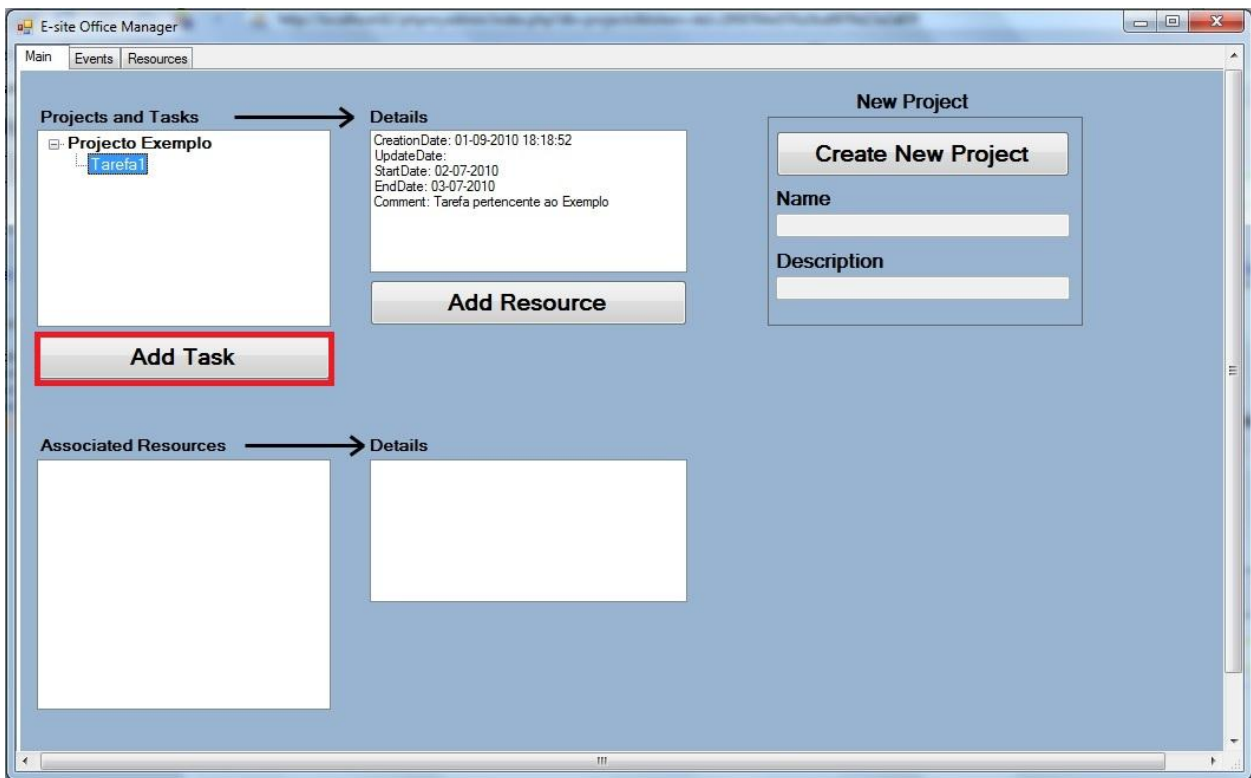 E-site Office Manager
Main
Events
Resources
Projects and Tasks
Projecto Exemplo
Tarefa1
Add Task
Details
CreationDate: 01-09-2010 18:18:52
UpdateDate:
StartDate: 02-07-2010
EndDate: 03-07-2010
Comment: Tarefa pertencente ao Exemplo
Add Resource
New Project
Create New Project
Name
Description
Associated Resources
Details